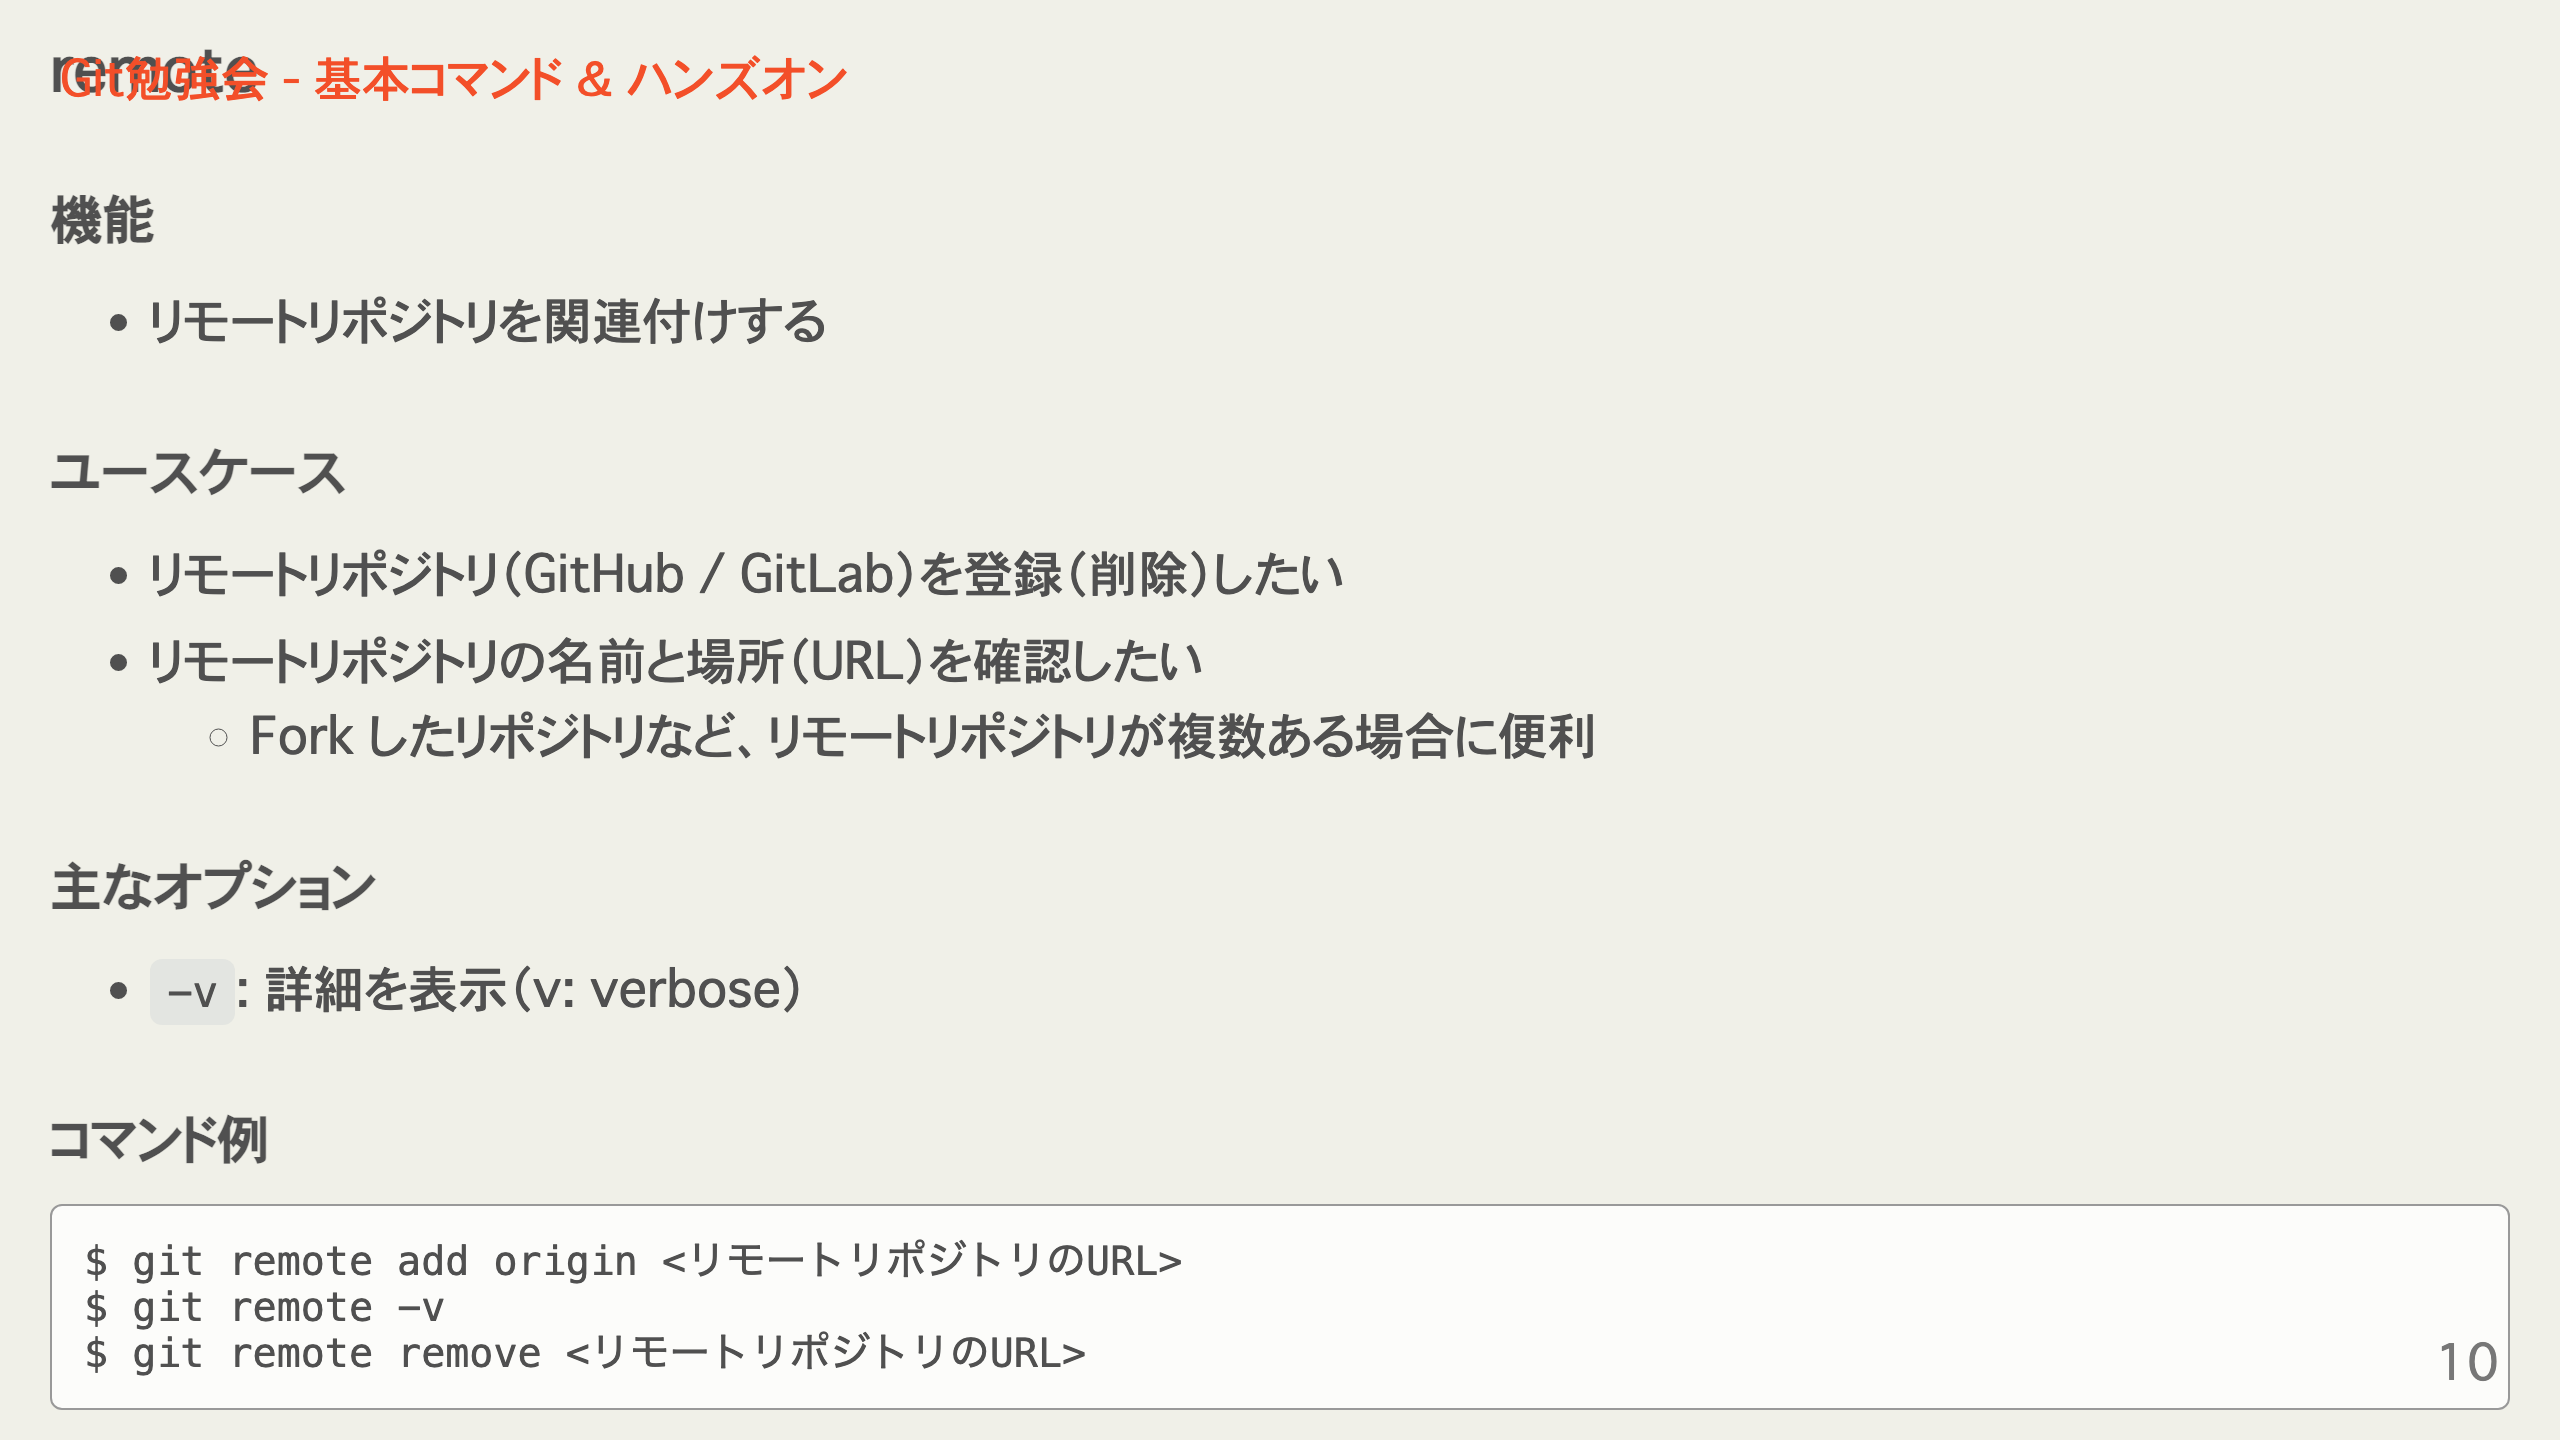 remote
Git勉強会 - 基本コマンド & ハンズオン
機能
• リモートリポジトリを関連付けする
ユースケース
• リモートリポジトリ（GitHub / GitLab）を登録（削除）したい
• リモートリポジトリの名前と場所（URL）を確認したい
○ Fork したリポジトリなど、リモートリポジトリが複数ある場合に便利
主なオプション
• -v : 詳細を表示（v: verbose）
コマンド例
$ git remote add origin <リモートリポジトリのURL>
$ git remote -v
$ git remote remove <リモートリポジトリのURL>
10